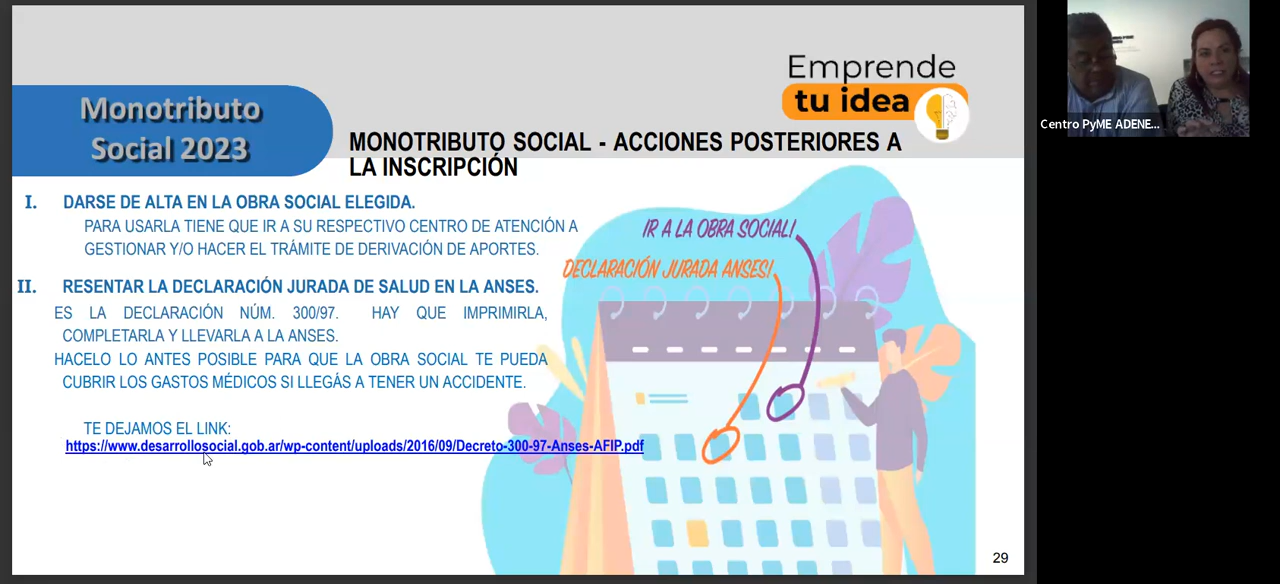 Emprende
tu idea
Monotributo
Social 2023
MONOTRIBUTO SOCIAL - ACCIONES POSTERIORES A
LA INSCRIPCIÓN
I. DARSE DE ALTA EN LA OBRA SOCIAL ELEGIDA.
PARA USARLA TIENE QUE IR A SU RESPECTIVO CENTRO DE ATENCIÓN A
GESTIONAR Y/O HACER EL TRÁMITE DE DERIVACIÓN DE APORTES.
II. RESENTAR LA DECLARACIÓN JURADA DE SALUD EN LA ANSES.
ES LA DECLARACIÓN NÚM. 300/97. HAY QUE IMPRIMIRLA,
COMPLETARLA Y LLEVARLA A LA ANSES.
HACELO LO ANTES POSIBLE PARA QUE LA OBRA SOCIAL TE PUEDA
CUBRIR LOS GASTOS MÉDICOS SI LLEGÁS A TENER UN ACCIDENTE.
TE DEJAMOS EL LINK:
https://www.desarrollosocial.gob.ar/wp-content/uploads/2016/09/Decreto-300-97-Anses-AFIP.pdf
IR A LA OBRA SOCIAL!
DECLARACIÓN JURADA ANSES!
29
Centro PyME ADENE...